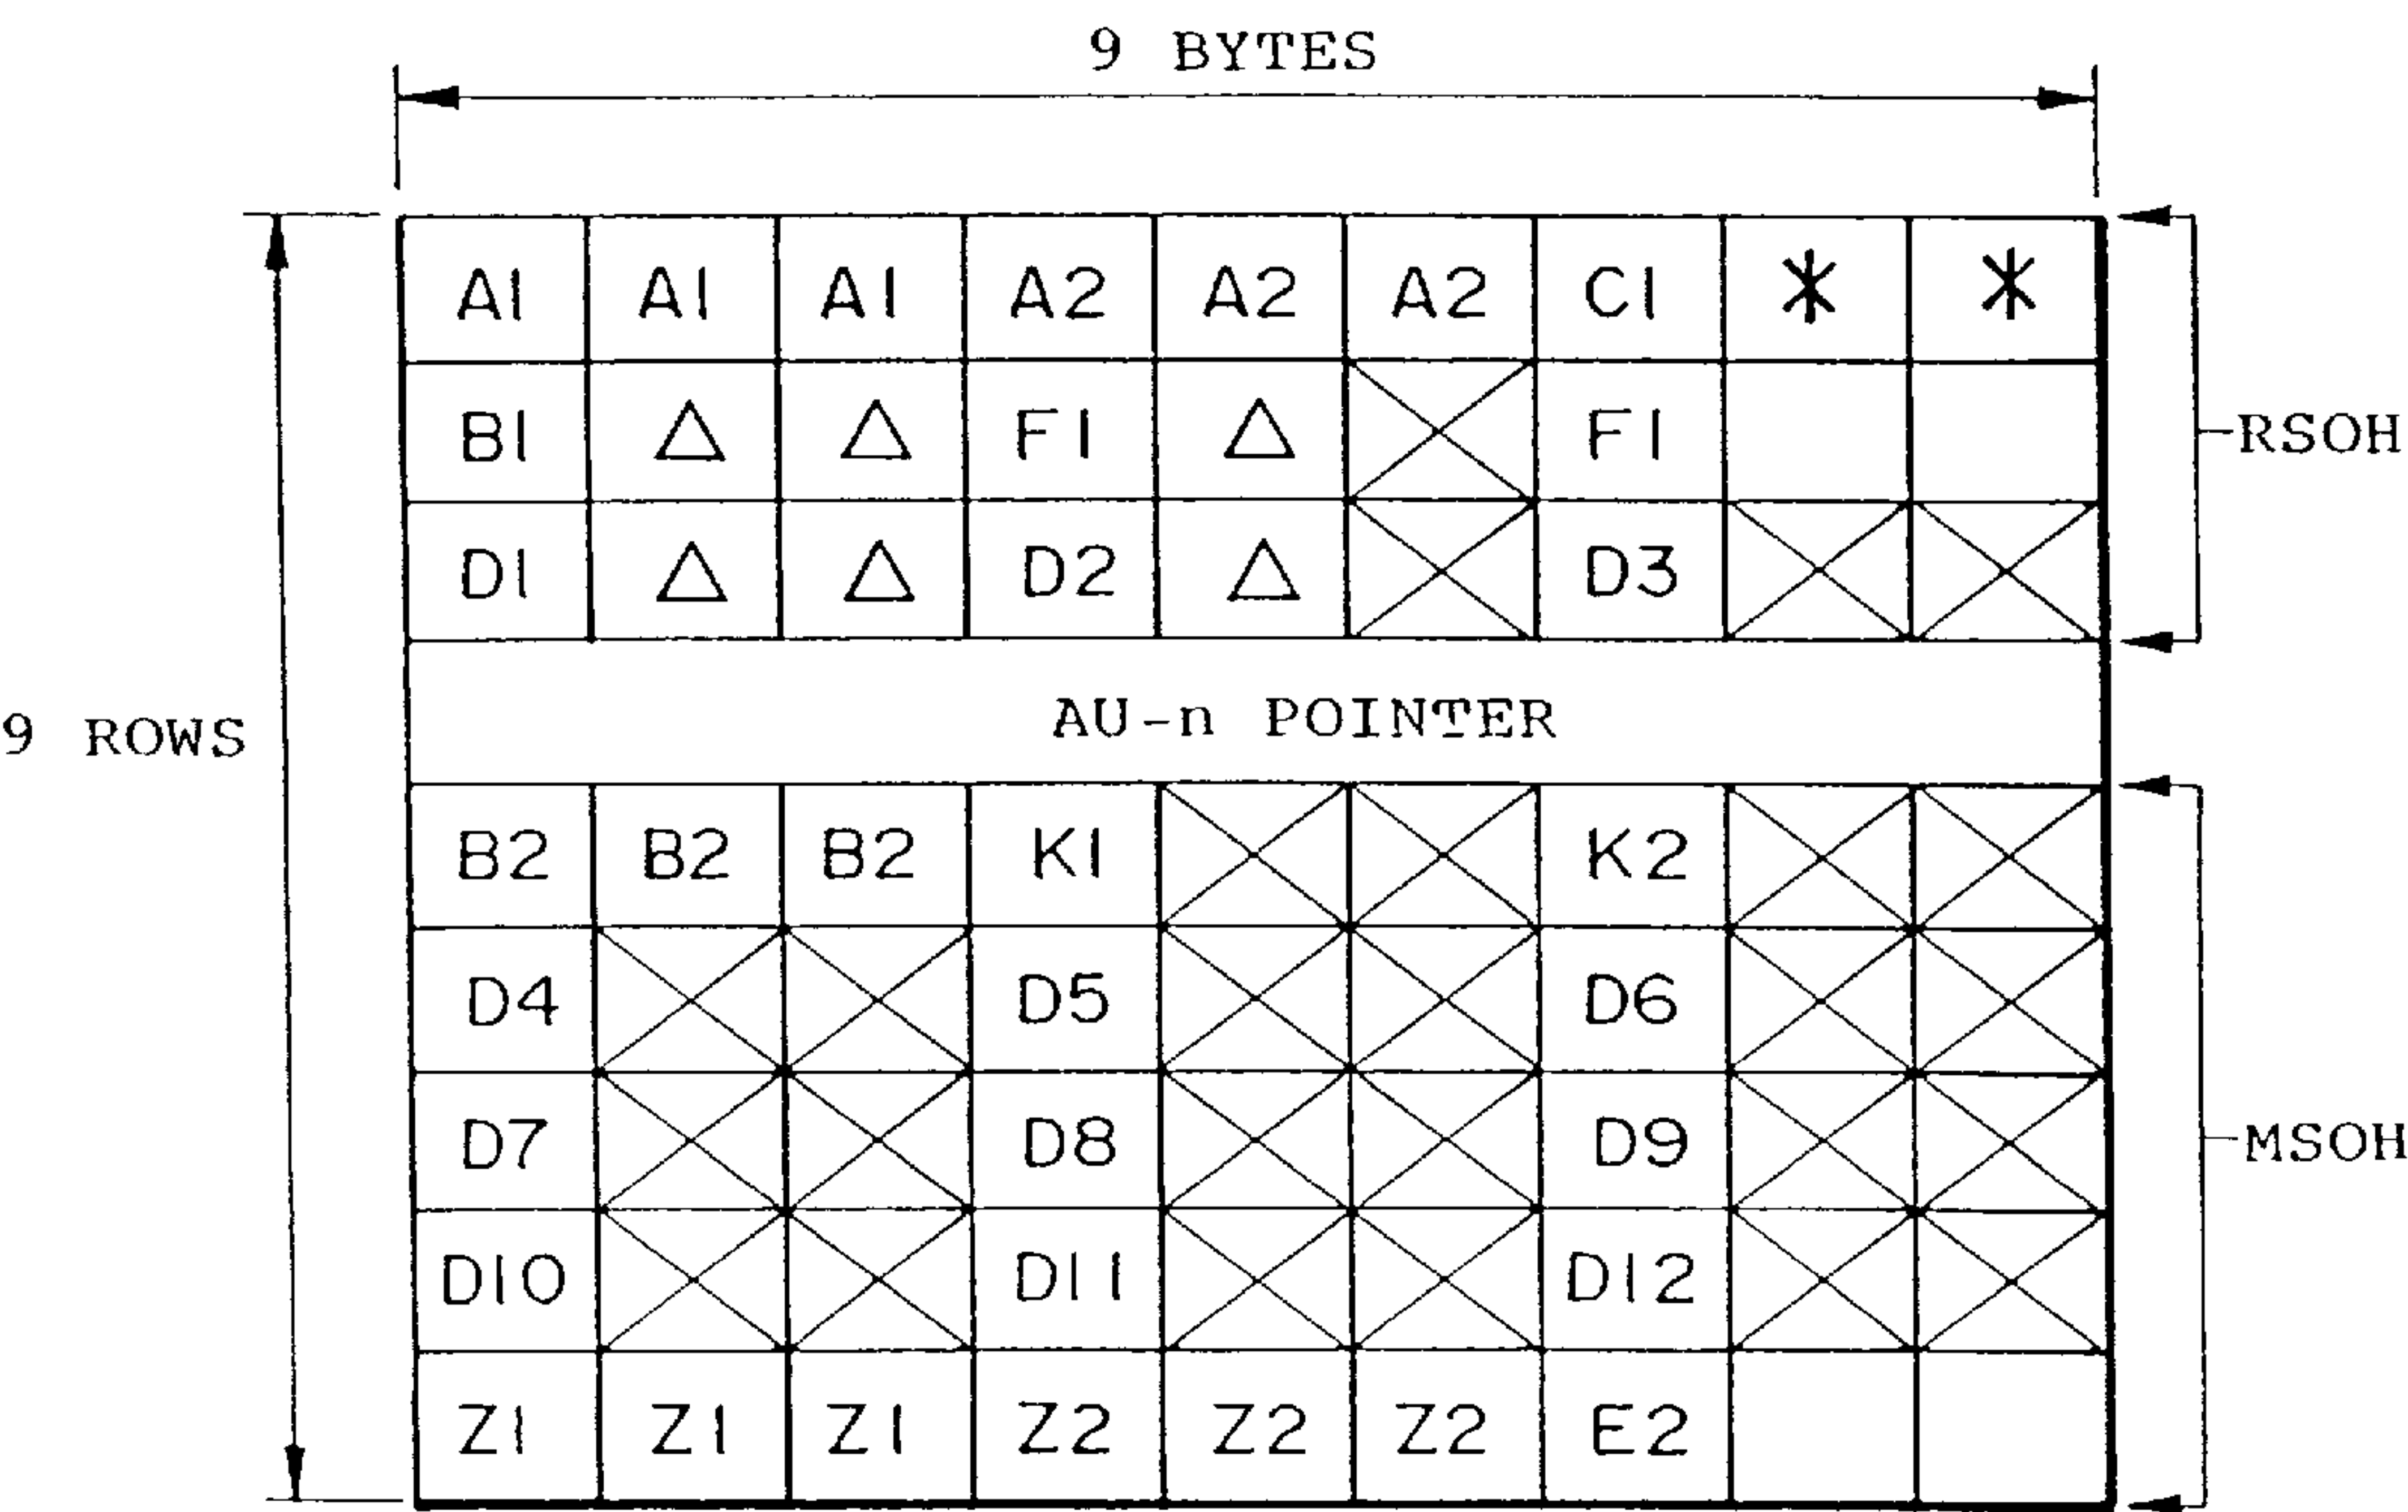 9 BYTES
A1 A1 A1 A2 A2 A2 C1 * *
B1 △ △ F1 △ F1
RSOH
D1 △ △ D2 △ D3
9 ROWS
AU-n POINTER
B2 B2 B2 K1 K2
D4 D5 D6
D7 D8 D9
MSOH
D10 D11 D12
Z1 Z1 Z1 Z2 Z2 Z2 E2